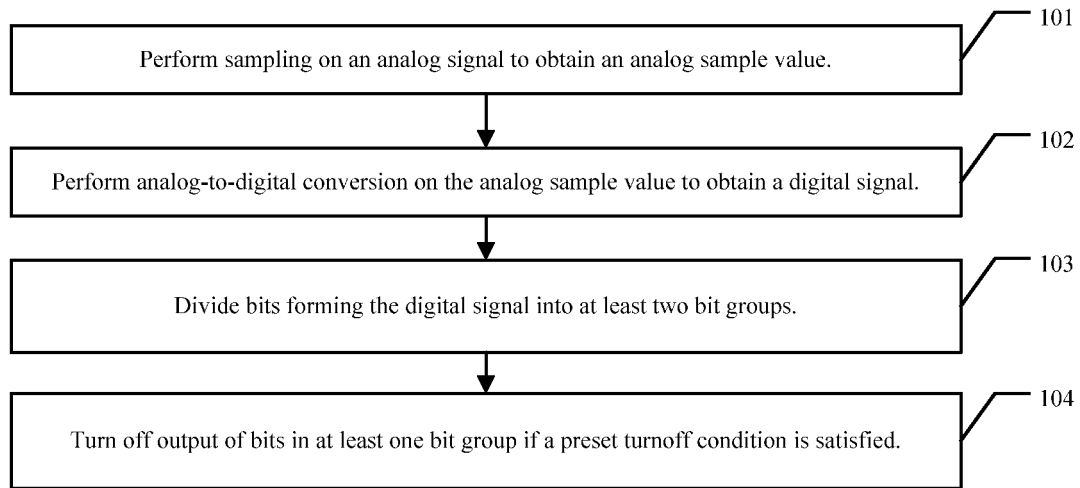 101
Perform sampling on an analog signal to obtain an analog sample value.
102
Perform analog-to-digital conversion on the analog sample value to obtain a digital signal.
103
Divide bits forming the digital signal into at least two bit groups.
104
Turn off output of bits in at least one bit group if a preset turnoff condition is satisfied.